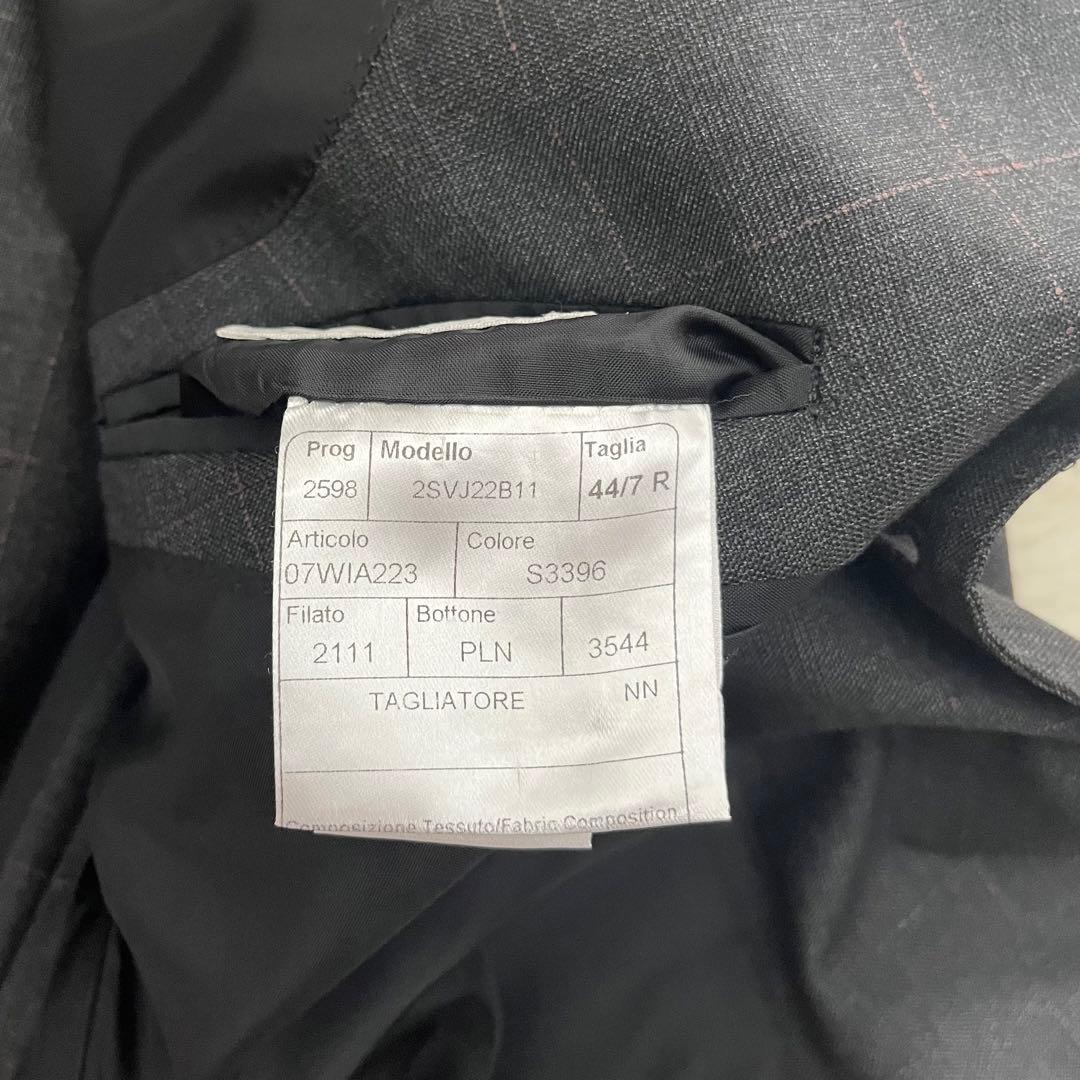 Prog Modello Taglia
2598 2SVJ22B11 44/7 R
Articolo Colore
07WIA223 S3396
Filato Bottone
2111 PLN 3544
TAGLIATORE NN
Composizione Tessuto/Fabric Composition